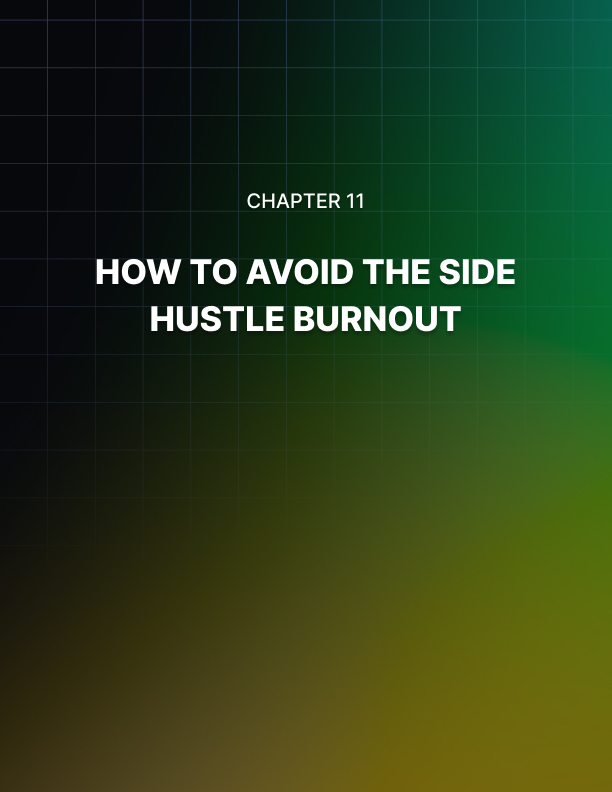 CHAPTER 11
HOW TO AVOID THE SIDE
HUSTLE BURNOUT